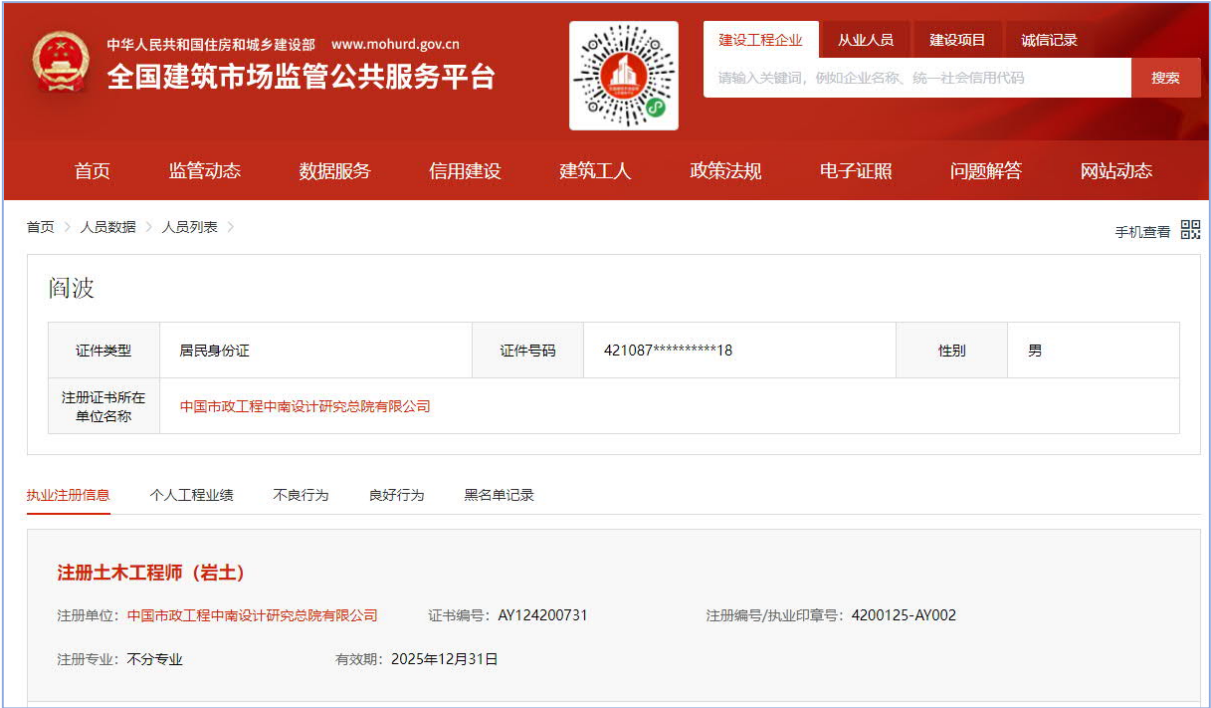 中华人民共和国住房和城乡建设部 www.mohurd.gov.cn
全国建筑市场监管公共服务平台
建设工程企业 从业人员 建设项目 诚信记录
请输入关键词，例如企业名称、统一社会信用代码 搜索
首页 监管动态 数据服务 信用建设 建筑工人 政策法规 电子证照 问题解答 网站动态
首页 > 人员数据 > 人员列表 >
手机查看
阎波
证件类型 居民身份证 证件号码 421087**********18 性别 男
注册证书所在
单位名称
中国市政工程中南设计研究总院有限公司
执业注册信息 个人工程业绩 不良行为 良好行为 黑名单记录
注册土木工程师（岩土）
注册单位：中国市政工程中南设计研究总院有限公司 证书编号：AY124200731 注册编号/执业印章号：4200125-AY002
注册专业：不分专业 有效期：2025年12月31日